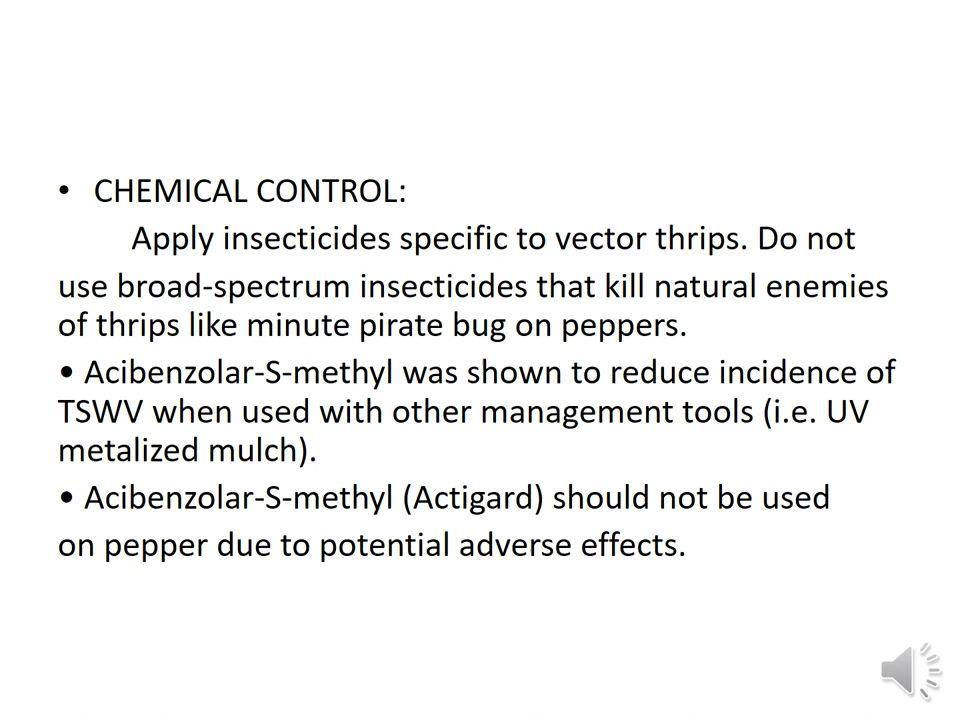 • CHEMICAL CONTROL:
Apply insecticides specific to vector thrips. Do not
use broad-spectrum insecticides that kill natural enemies
of thrips like minute pirate bug on peppers.
• Acibenzolar-S-methyl was shown to reduce incidence of
TSWV when used with other management tools (i.e. UV
metalized mulch).
• Acibenzolar-S-methyl (Actigard) should not be used
on pepper due to potential adverse effects.